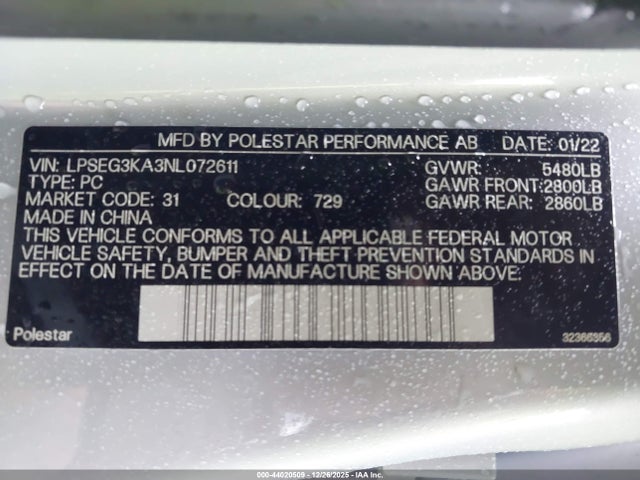 MFD BY POLESTAR PERFORMANCE AB DATE: 01/22
VIN: LPSEG3KA3NL072611 GVWR: 5480LB
TYPE: PC GAWR FRONT: 2800LB
MARKET CODE: 31 COLOUR: 729 GAWR REAR: 2860LB
MADE IN CHINA
THIS VEHICLE CONFORMS TO ALL APPLICABLE FEDERAL MOTOR
VEHICLE SAFETY, BUMPER AND THEFT PREVENTION STANDARDS IN
EFFECT ON THE DATE OF MANUFACTURE SHOWN ABOVE.
Polestar 32366356
000-44020509 - 12/26/2025 - IAA Inc.